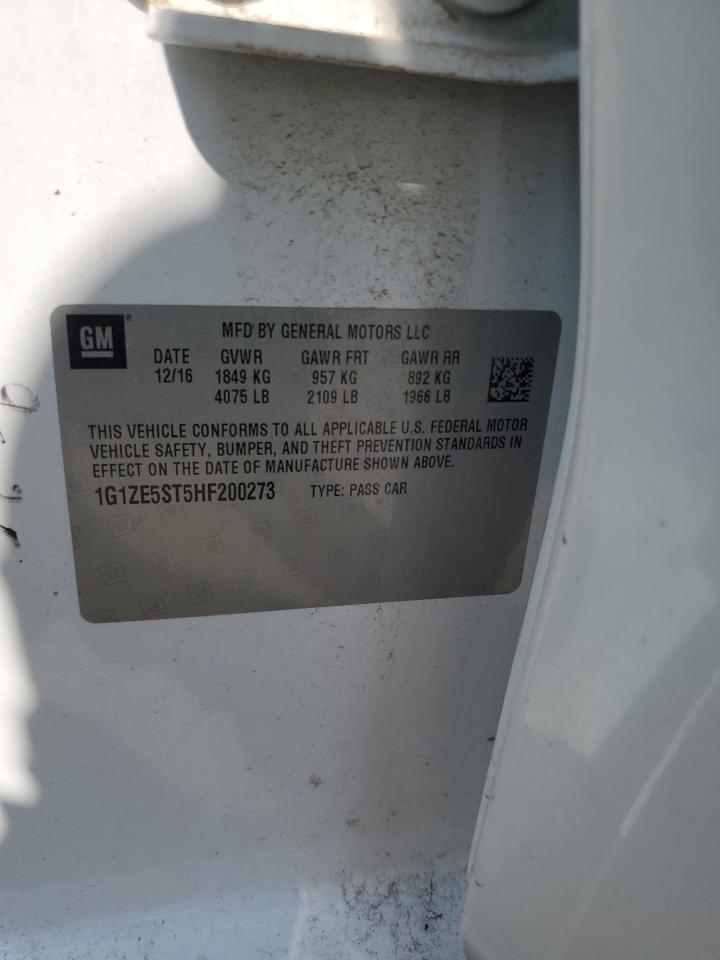 GM®
MFD BY GENERAL MOTORS LLC
DATE GVWR GAWR FRT GAWR RR
12/16 1849 KG 957 KG 892 KG
4075 LB 2109 LB 1966 LB
THIS VEHICLE CONFORMS TO ALL APPLICABLE U.S. FEDERAL MOTOR
VEHICLE SAFETY, BUMPER, AND THEFT PREVENTION STANDARDS IN
EFFECT ON THE DATE OF MANUFACTURE SHOWN ABOVE.
1G1ZE5ST5HF200273 TYPE: PASS CAR